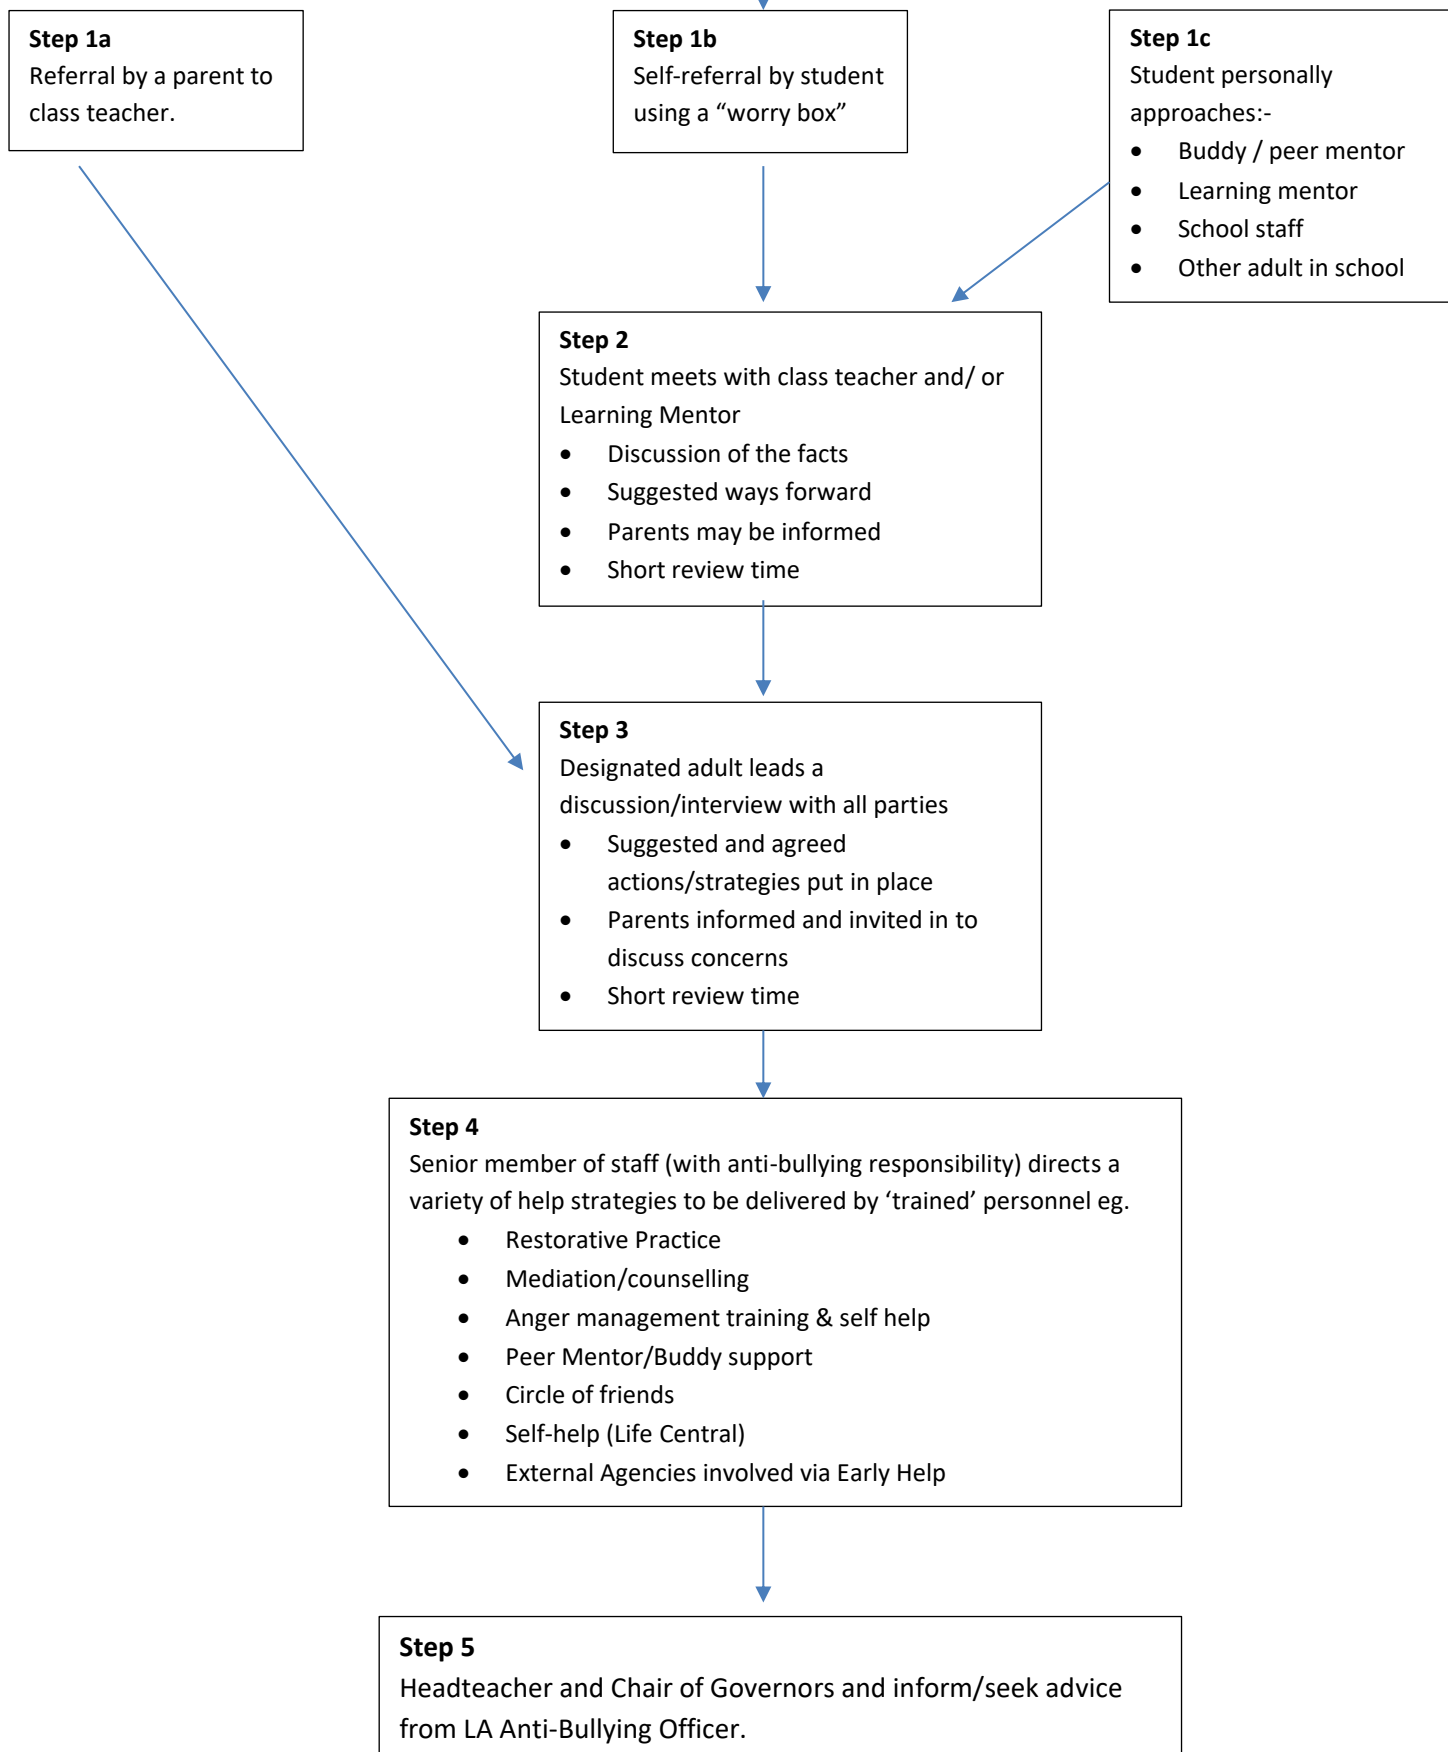 Step 1a
Referral by a parent to
class teacher.
Step 1b
Self-referral by student
using a “worry box”
Step 1c
Student personally
approaches:-
• Buddy / peer mentor
• Learning mentor
• School staff
• Other adult in school
Step 2
Student meets with class teacher and/ or
Learning Mentor
• Discussion of the facts
• Suggested ways forward
• Parents may be informed
• Short review time
Step 3
Designated adult leads a
discussion/interview with all parties
• Suggested and agreed
actions/strategies put in place
• Parents informed and invited in to
discuss concerns
• Short review time
Step 4
Senior member of staff (with anti-bullying responsibility) directs a
variety of help strategies to be delivered by ‘trained’ personnel eg.
• Restorative Practice
• Mediation/counselling
• Anger management training & self help
• Peer Mentor/Buddy support
• Circle of friends
• Self-help (Life Central)
• External Agencies involved via Early Help
Step 5
Headteacher and Chair of Governors and inform/seek advice
from LA Anti-Bullying Officer.